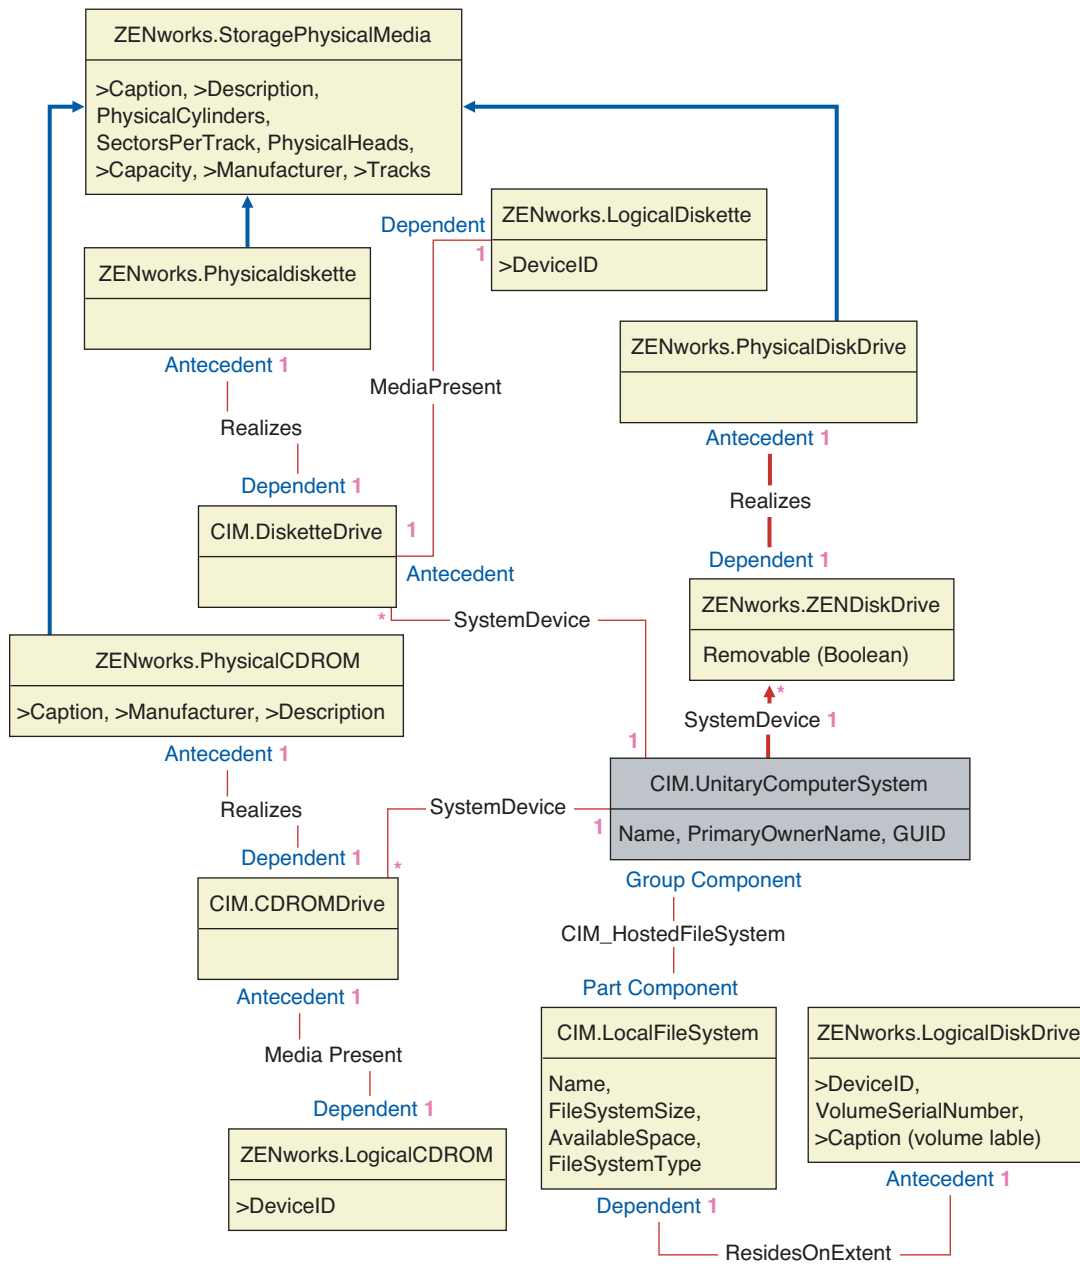 ZENworks.StoragePhysicalMedia
>Caption, >Description,
PhysicalCylinders,
SectorsPerTrack, PhysicalHeads,
>Capacity, >Manufacturer, >Tracks
Dependent
1
ZENworks.LogicalDiskette
>DeviceID
ZENworks.Physicaldiskette
Antecedent 1
Realizes
Dependent 1
MediaPresent
ZENworks.PhysicalDiskDrive
Antecedent 1
Realizes
Dependent 1
CIM.DisketteDrive
1
Antecedent
*
SystemDevice
1
ZENworks.ZENDiskDrive
Removable (Boolean)
*
SystemDevice 1
ZENworks.PhysicalCDROM
>Caption, >Manufacturer, >Description
Antecedent 1
Realizes
Dependent 1
SystemDevice
1
*
CIM.UnitaryComputerSystem
Name, PrimaryOwnerName, GUID
Group Component
CIM_HostedFileSystem
Part Component
CIM.CDROMDrive
Antecedent 1
Media Present
Dependent 1
ZENworks.LogicalCDROM
>DeviceID
CIM.LocalFileSystem
Name,
FileSystemSize,
AvailableSpace,
FileSystemType
Dependent 1
ZENworks.LogicalDiskDrive
>DeviceID,
VolumeSerialNumber,
>Caption (volume lable)
Antecedent 1
ResidesOnExtent